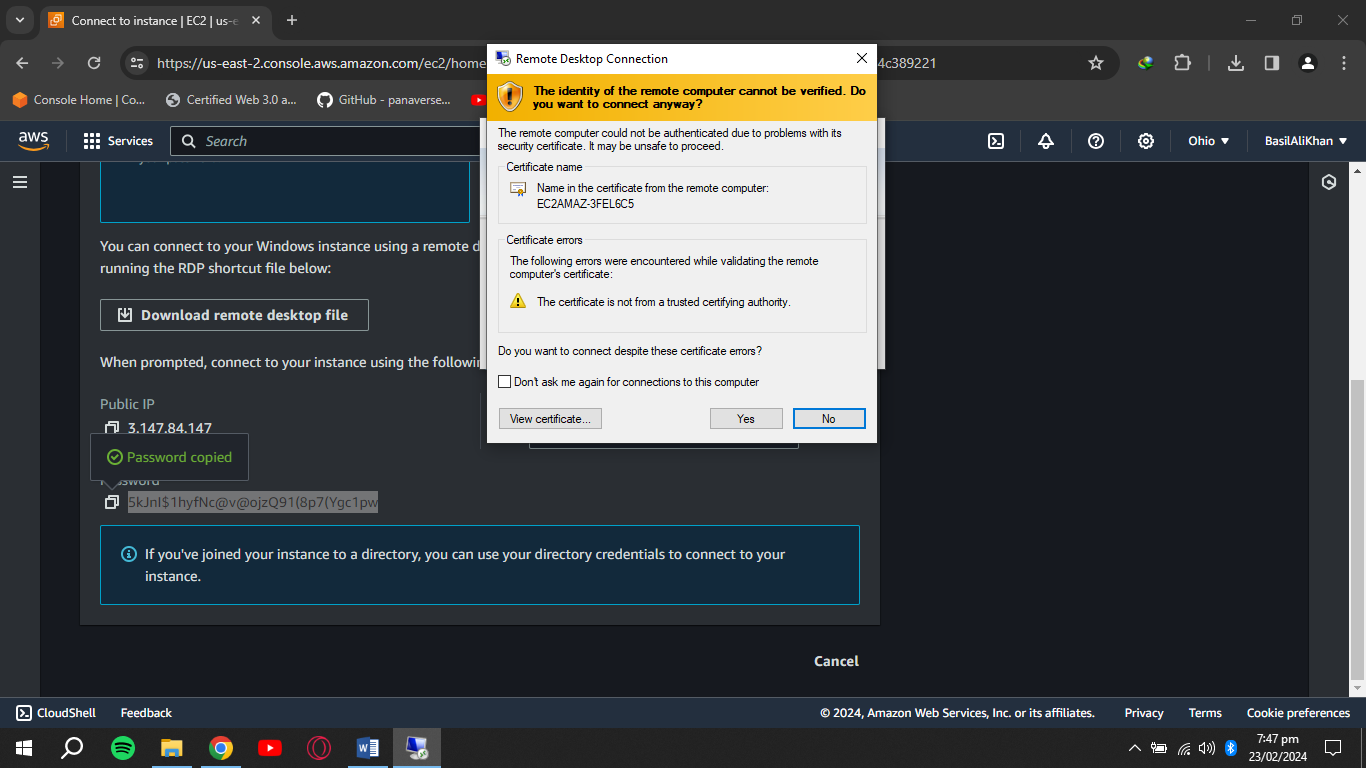 Connect to instance | EC2 | us-e
https://us-east-2.console.aws.amazon.com/ec2/home
4c389221
Console Home | Co...
Certified Web 3.0 a...
GitHub - panaverse...
aws
Services
Search
Ohio
BasilAliKhan
You can connect to your Windows instance using a remote d
running the RDP shortcut file below:
Download remote desktop file
When prompted, connect to your instance using the followin
Public IP
3.147.84.147
Password copied
Password
5kJnI$1hyfNc@v@ojzQ91(8p7(Ygc1pw
If you've joined your instance to a directory, you can use your directory credentials to connect to your
instance.
Cancel
Remote Desktop Connection
The identity of the remote computer cannot be verified. Do
you want to connect anyway?
The remote computer could not be authenticated due to problems with its
security certificate. It may be unsafe to proceed.
Certificate name
Name in the certificate from the remote computer:
EC2AMAZ-3FEL6C5
Certificate errors
The following errors were encountered while validating the remote
computer's certificate:
The certificate is not from a trusted certifying authority.
Do you want to connect despite these certificate errors?
Don't ask me again for connections to this computer
View certificate...
Yes
No
CloudShell
Feedback
© 2024, Amazon Web Services, Inc. or its affiliates.
Privacy
Terms
Cookie preferences
7:47 pm
23/02/2024